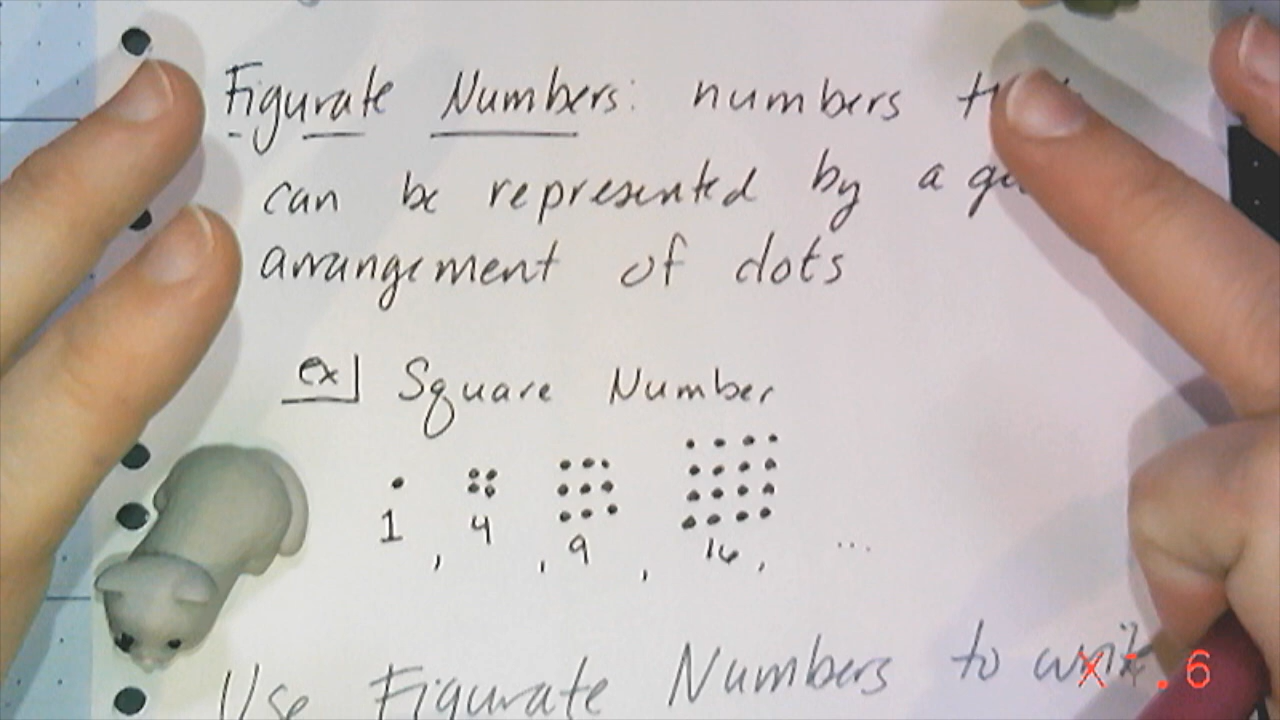 Figurate Numbers: numbers
can be represented by a
arrangement of dots
ex] Square Number
1, 4, 9, 16, ...
Use Figurate Numbers to write